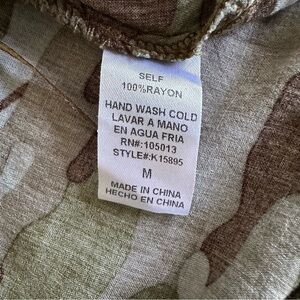 SELF
100%RAYON
HAND WASH COLD
LAVAR A MANO
EN AGUA FRIA
RN#:105013
STYLE#:K15895
M
MADE IN CHINA
HECHO EN CHINA